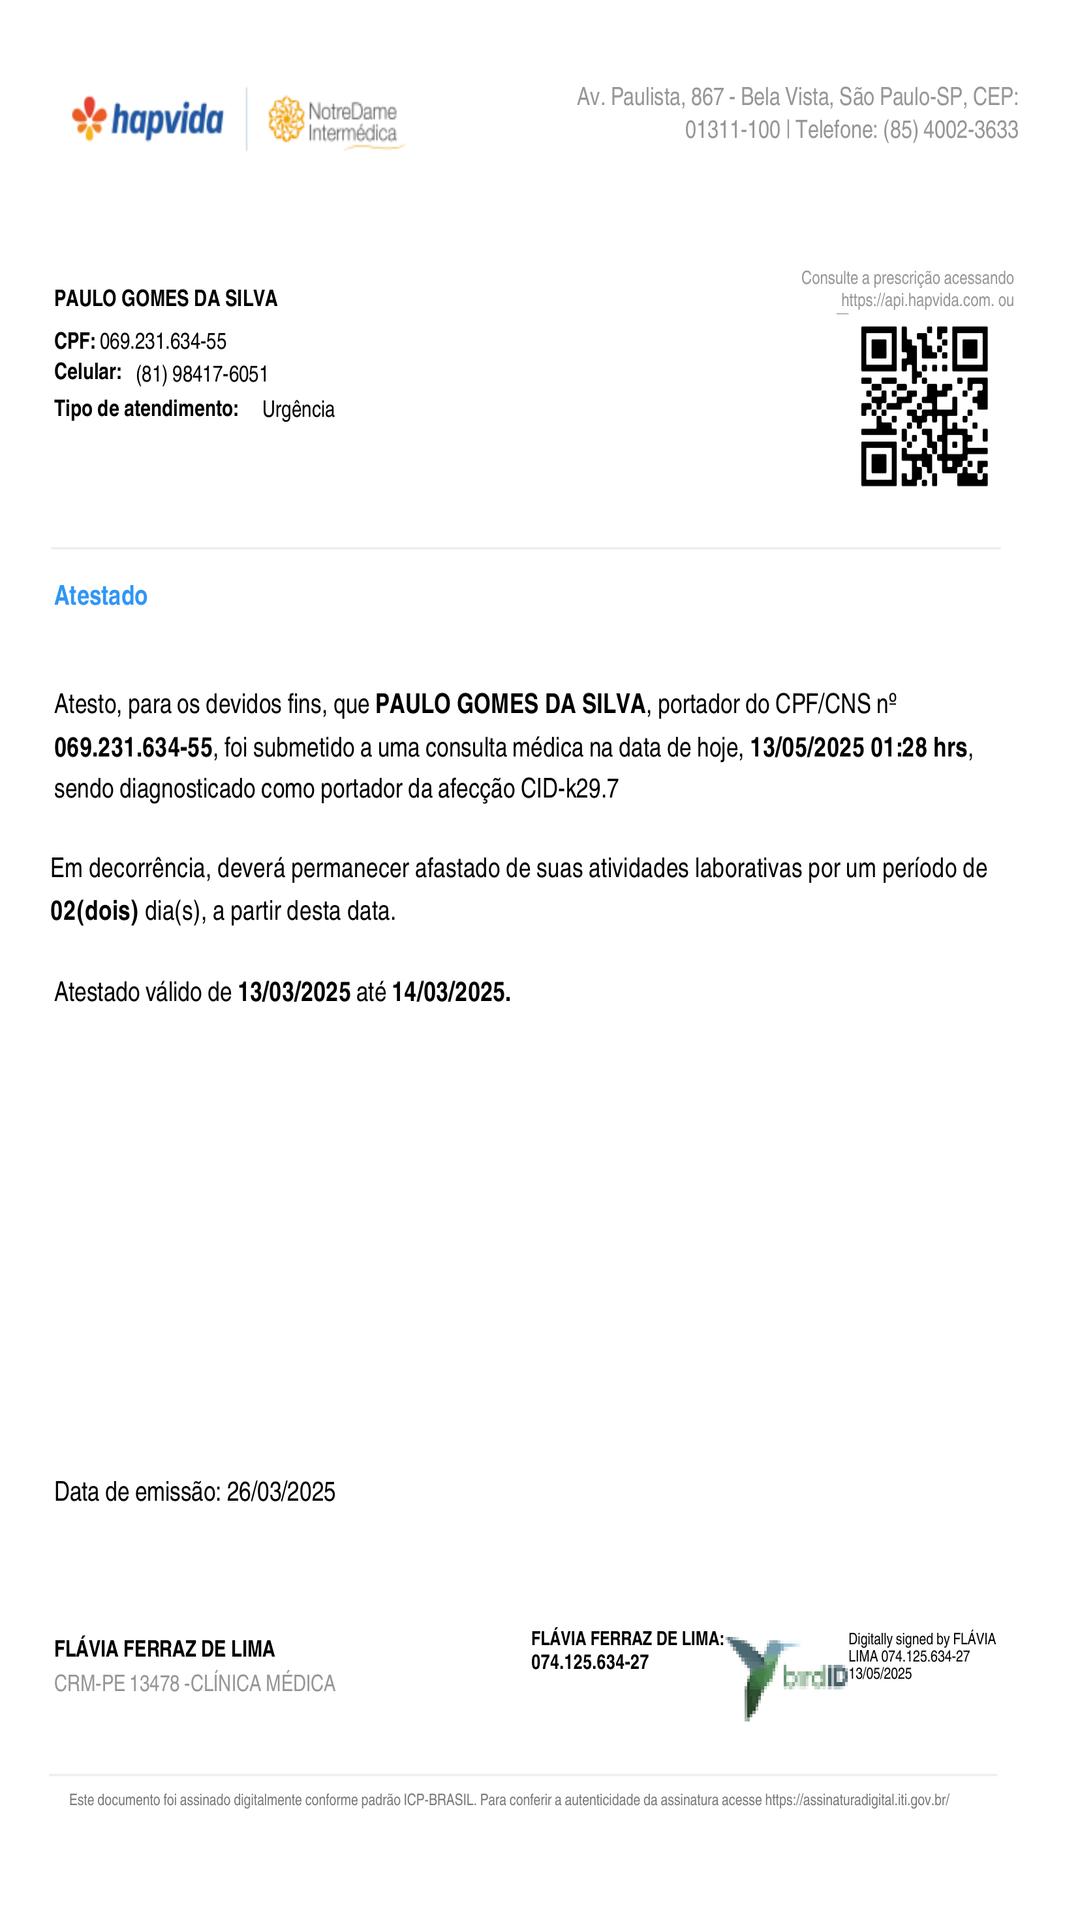 hapvida
NotreDame
Intermédica
Av. Paulista, 867 - Bela Vista, São Paulo-SP, CEP:
01311-100 | Telefone: (85) 4002-3633
Consulte a prescrição acessando
https://api.hapvida.com. ou
PAULO GOMES DA SILVA
CPF: 069.231.634-55
Celular: (81) 98417-6051
Tipo de atendimento: Urgência
Atestado
Atesto, para os devidos fins, que PAULO GOMES DA SILVA, portador do CPF/CNS nº
069.231.634-55, foi submetido a uma consulta médica na data de hoje, 13/05/2025 01:28 hrs,
sendo diagnosticado como portador da afecção CID-k29.7
Em decorrência, deverá permanecer afastado de suas atividades laborativas por um período de
02(dois) dia(s), a partir desta data.
Atestado válido de 13/03/2025 até 14/03/2025.
Data de emissão: 26/03/2025
FLÁVIA FERRAZ DE LIMA
CRM-PE 13478 -CLÍNICA MÉDICA
FLÁVIA FERRAZ DE LIMA:
074.125.634-27
birdID
Digitally signed by FLÁVIA
LIMA 074.125.634-27
13/05/2025
Este documento foi assinado digitalmente conforme padrão ICP-BRASIL. Para conferir a autenticidade da assinatura acesse https://assinaturadigital.iti.gov.br/